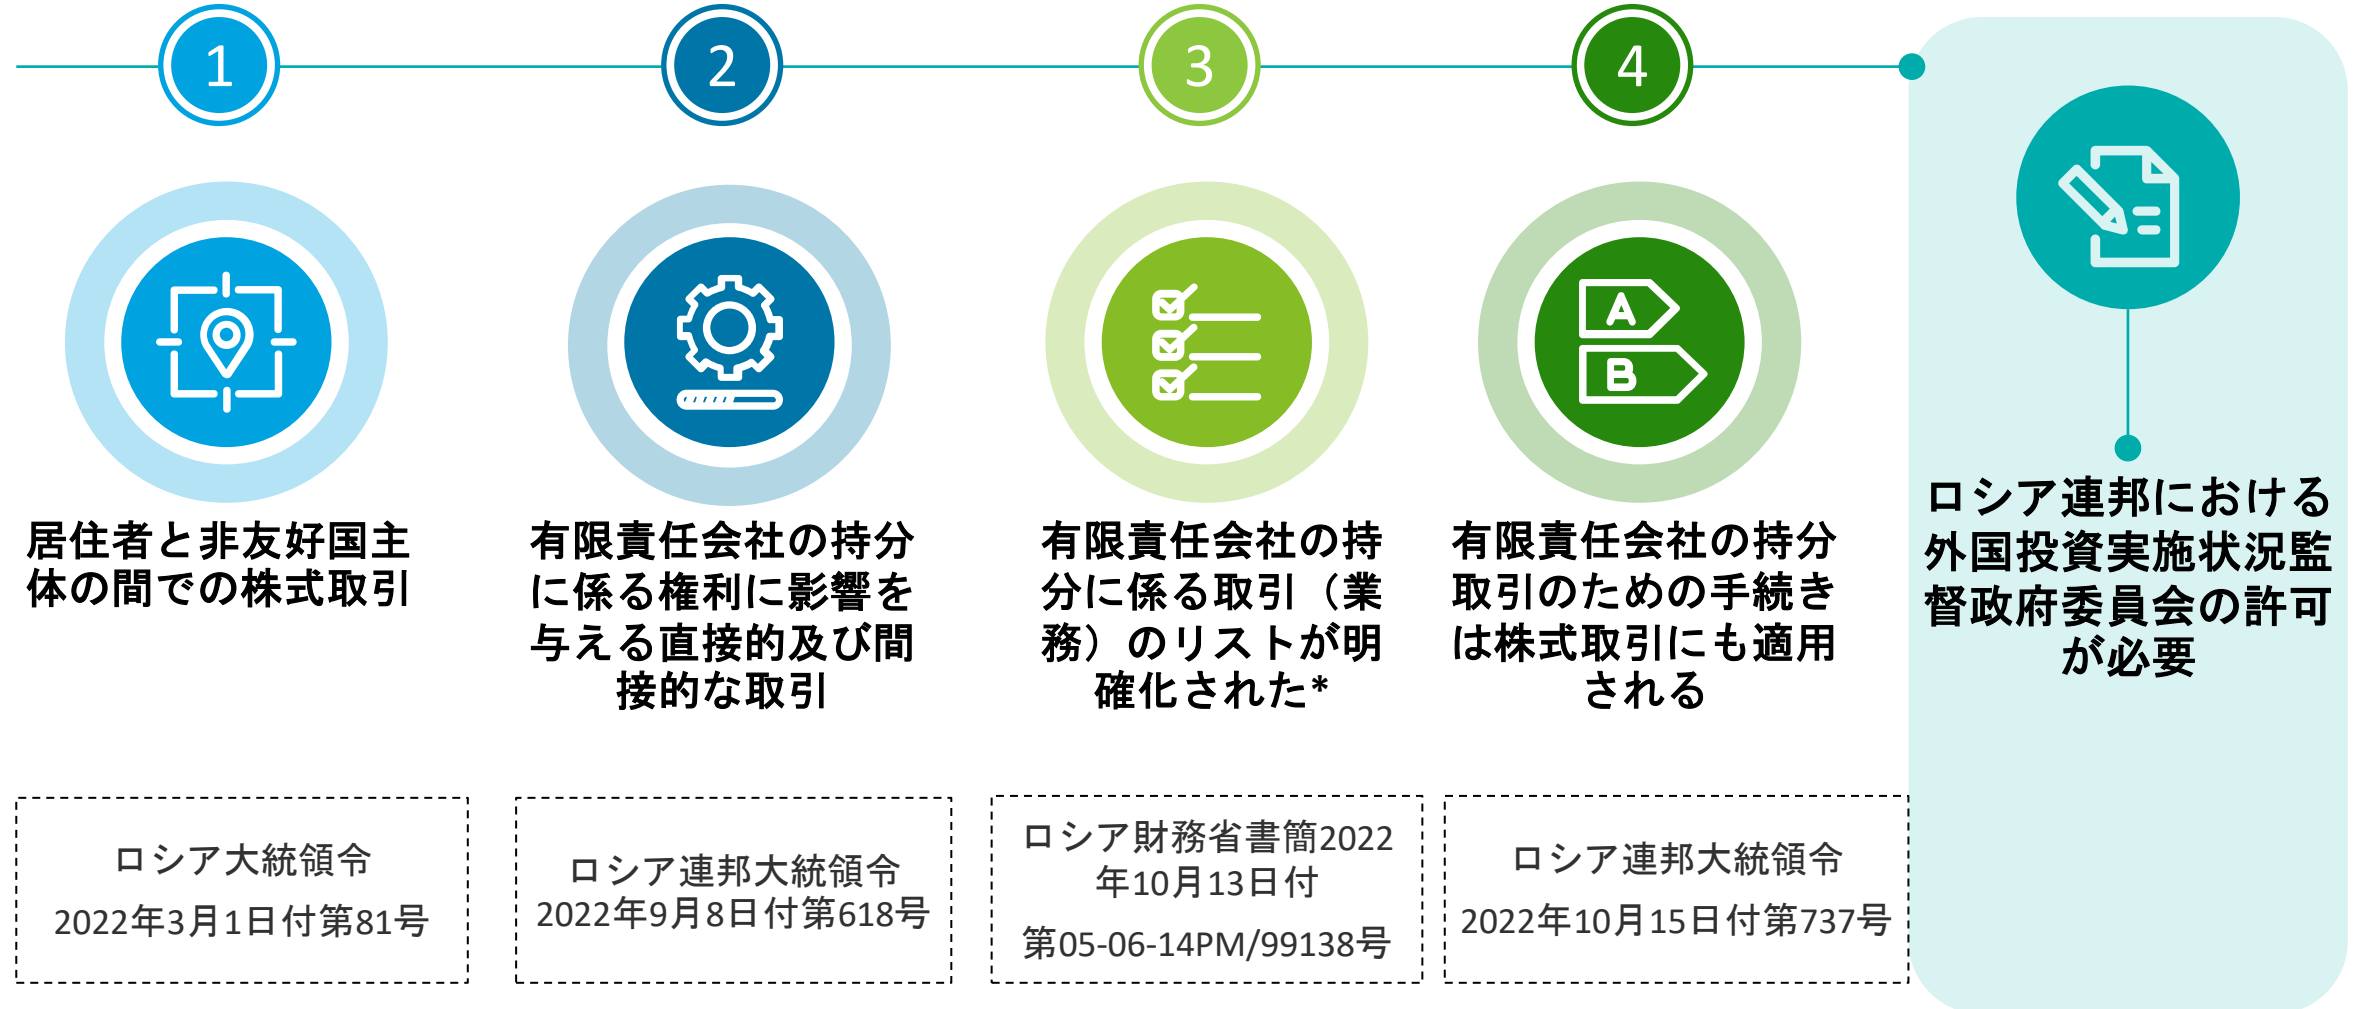 1
2
3
4
A
B
居住者と非友好国主
体の間での株式取引
有限責任会社の持分
に係る権利に影響を
与える直接的及び間
接的な取引
有限責任会社の持
分に係る取引（業
務）のリストが明
確化された*
有限責任会社の持分
取引のための手続き
は株式取引にも適用
される
ロシア連邦における
外国投資実施状況監
督政府委員会の許可
が必要
ロシア大統領令
2022年3月1日付第81号
ロシア連邦大統領令
2022年9月8日付第618号
ロシア財務省書簡2022
年10月13日付
第05-06-14PM/99138号
ロシア連邦大統領令
2022年10月15日付第737号